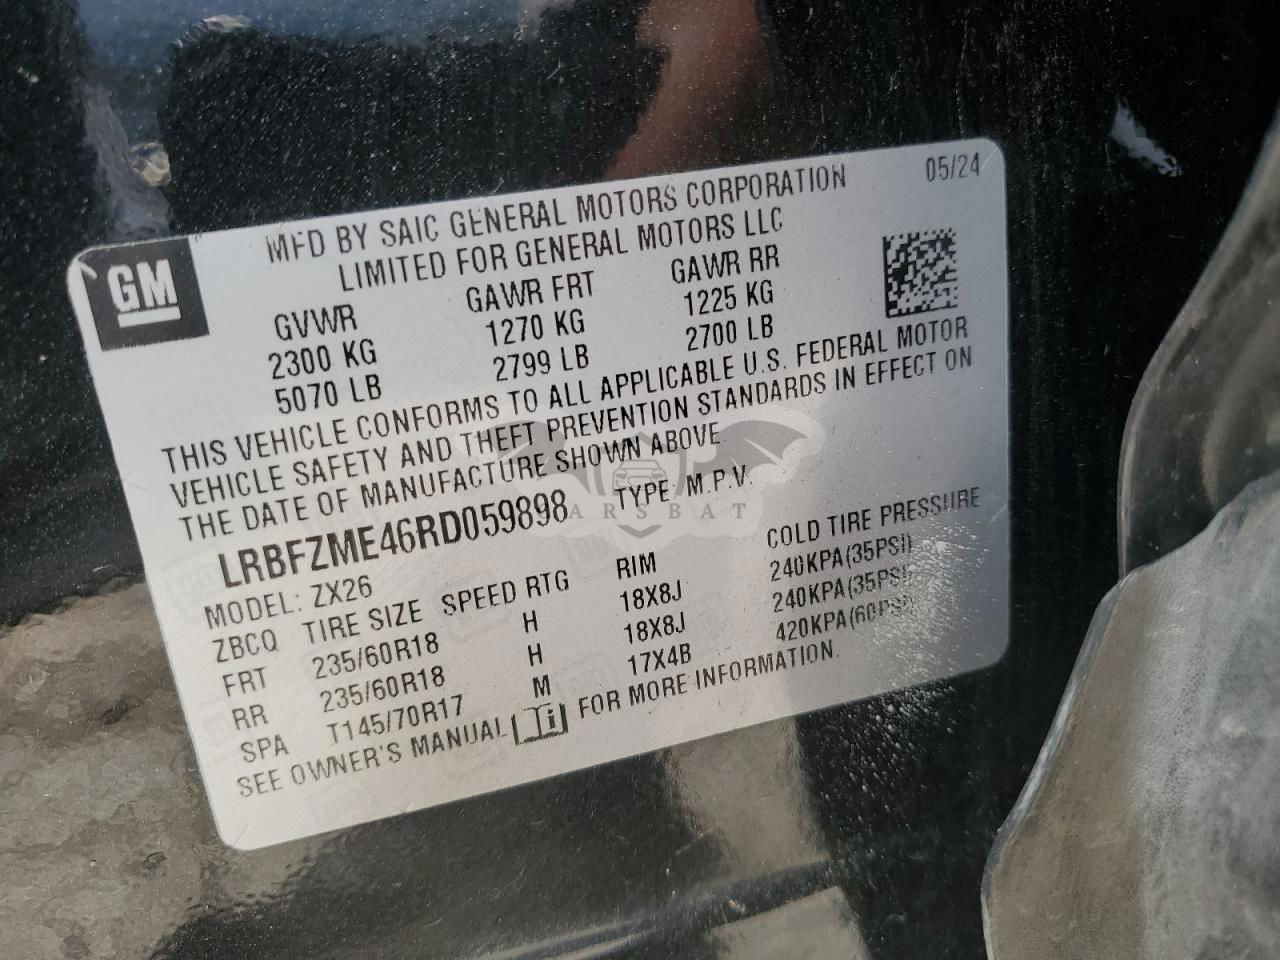 GM
MFD BY SAIC GENERAL MOTORS CORPORATION 05/24
LIMITED FOR GENERAL MOTORS LLC
GVWR GAWR FRT GAWR RR
2300 KG 1270 KG 1225 KG
5070 LB 2799 LB 2700 LB
THIS VEHICLE CONFORMS TO ALL APPLICABLE U.S. FEDERAL MOTOR
VEHICLE SAFETY AND THEFT PREVENTION STANDARDS IN EFFECT ON
THE DATE OF MANUFACTURE SHOWN ABOVE.
LRBFZME46RD059898 TYPE: M.P.V.
MODEL: ZX26
ZBCQ TIRE SIZE SPEED RTG RIM COLD TIRE PRESSURE
FRT 235/60R18 H 18X8J 240KPA(35PSI)
RR 235/60R18 H 18X8J 240KPA(35PSI)
SPA T145/70R17 M 17X4B 420KPA(60PSI)
SEE OWNER'S MANUAL i FOR MORE INFORMATION.
ARSBAT